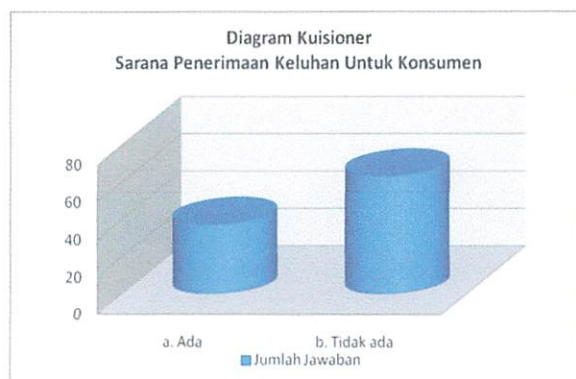 Diagram Kuisioner
Sarana Penerimaan Keluhan Untuk Konsumen
80
60
40
20
0
a. Ada
b. Tidak ada
Jumlah Jawaban